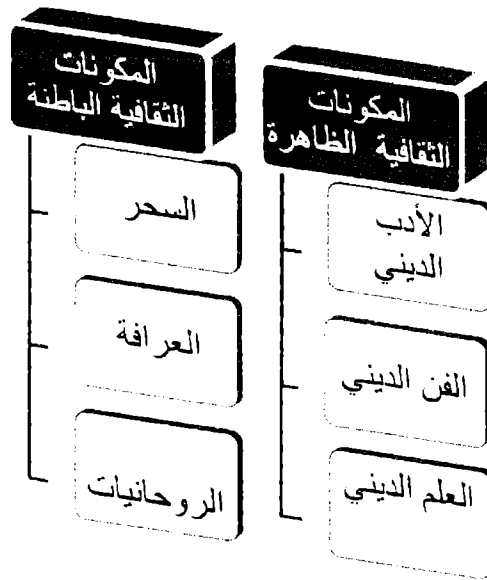 المكونات
الثقافية الظاهرة
الأدب
الديني
الفن الديني
العلم الديني
المكونات
الثقافية الباطنة
السحر
العرافة
الروحانيات